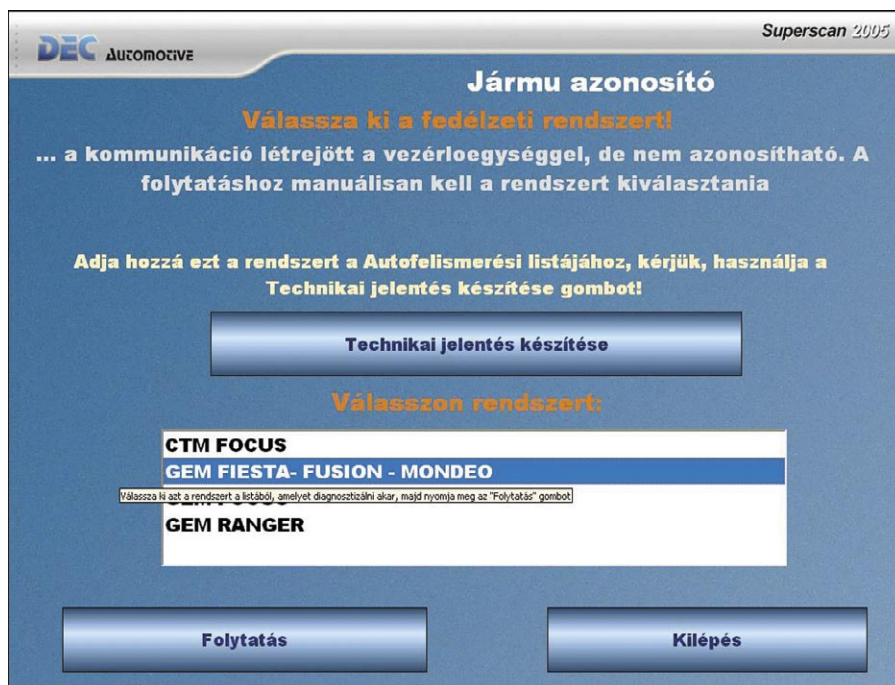 Superscan 2005
DEC Automotive
Jármu azonosító
Válassza ki a fedélzeti rendszert!
... a kommunikáció létrejött a vezérloegységgel, de nem azonosítható. A
folytatáshoz manuálisan kell a rendszert kiválasztania
Adja hozzá ezt a rendszert a Autofelismerési listájához, kérjük, használja a
Technikai jelentés készítése gombot!
Technikai jelentés készítése
Válasszon rendszert:
CTM FOCUS
GEM FIESTA- FUSION - MONDEO
Válassza ki azt a rendszert a listából, amelyet diagnosztizálni akar, majd nyomja meg az "Folytatás" gombot
GEM RANGER
Folytatás
Kilépés